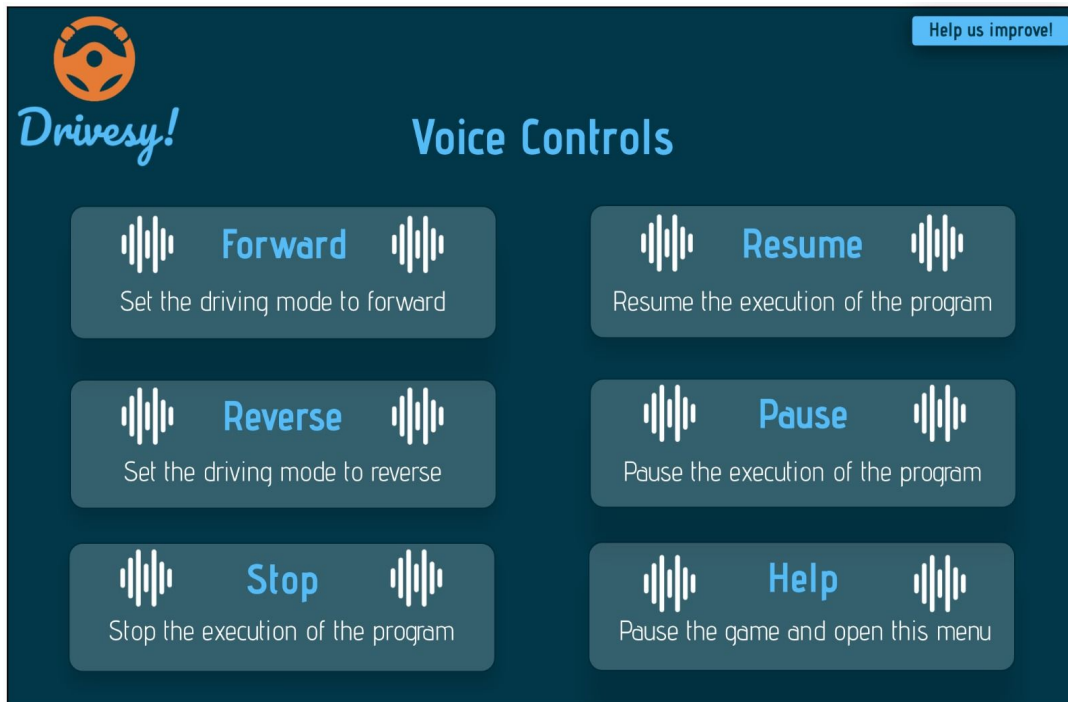 Help us improve!
Drivesy!
Voice Controls
Forward
Set the driving mode to forward
Resume
Resume the execution of the program
Reverse
Set the driving mode to reverse
Pause
Pause the execution of the program
Stop
Stop the execution of the program
Help
Pause the game and open this menu